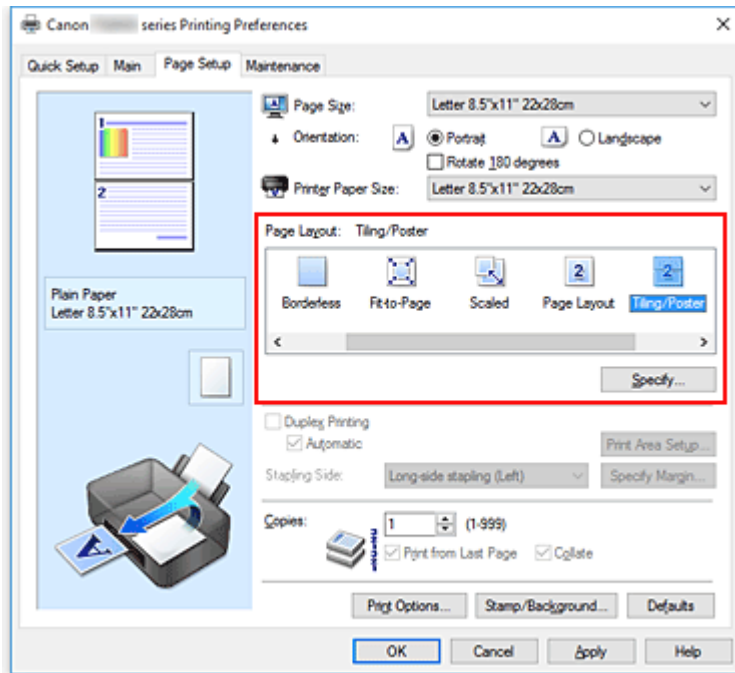 Canon series Printing Preferences
Quick Setup Main Page Setup Maintenance
1
2
Plain Paper
Letter 8.5"x11" 22x28cm
Page Size: Letter 8.5"x11" 22x28cm
Orientation: A Portrait A Landscape
Rotate 180 degrees
Printer Paper Size: Letter 8.5"x11" 22x28cm
Page Layout: Tiling/Poster
2 2
Borderless Fit-to-Page Scaled Page Layout Tiling/Poster
Specify...
Duplex Printing
Automatic Print Area Setup...
Stapling Side: Long-side stapling (Left) Specify Margin...
Copies: 1 (1-999)
Print from Last Page Collate
A
Print Options... Stamp/Background... Defaults
OK Cancel Apply Help